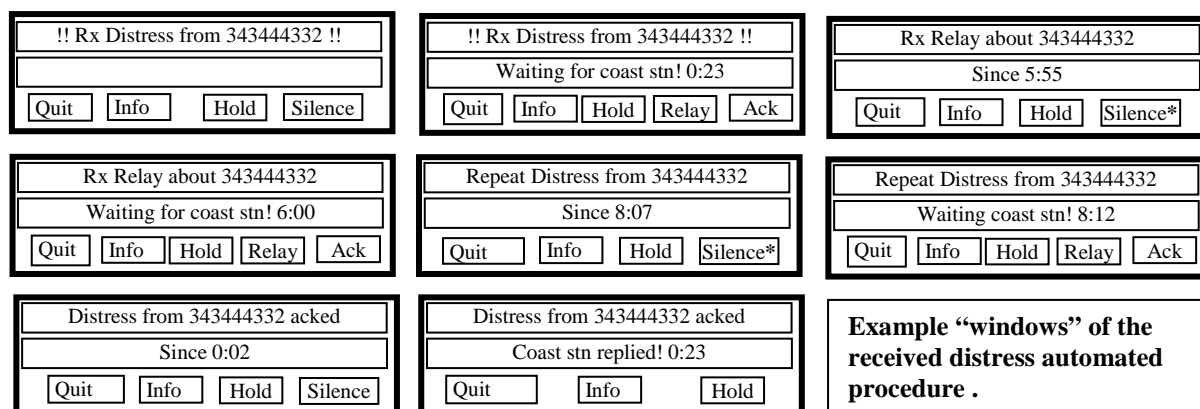 !! Rx Distress from 343444332 !!
Quit Info Hold Silence
!! Rx Distress from 343444332 !!
Waiting for coast stn! 0:23
Quit Info Hold Relay Ack
Rx Relay about 343444332
Since 5:55
Quit Info Hold Silence*
Rx Relay about 343444332
Waiting for coast stn! 6:00
Quit Info Hold Relay Ack
Repeat Distress from 343444332
Since 8:07
Quit Info Hold Silence*
Repeat Distress from 343444332
Waiting coast stn! 8:12
Quit Info Hold Relay Ack
Distress from 343444332 acked
Since 0:02
Quit Info Hold Silence
Distress from 343444332 acked
Coast stn replied! 0:23
Quit Info Hold
Example “windows” of the
received distress automated
procedure .